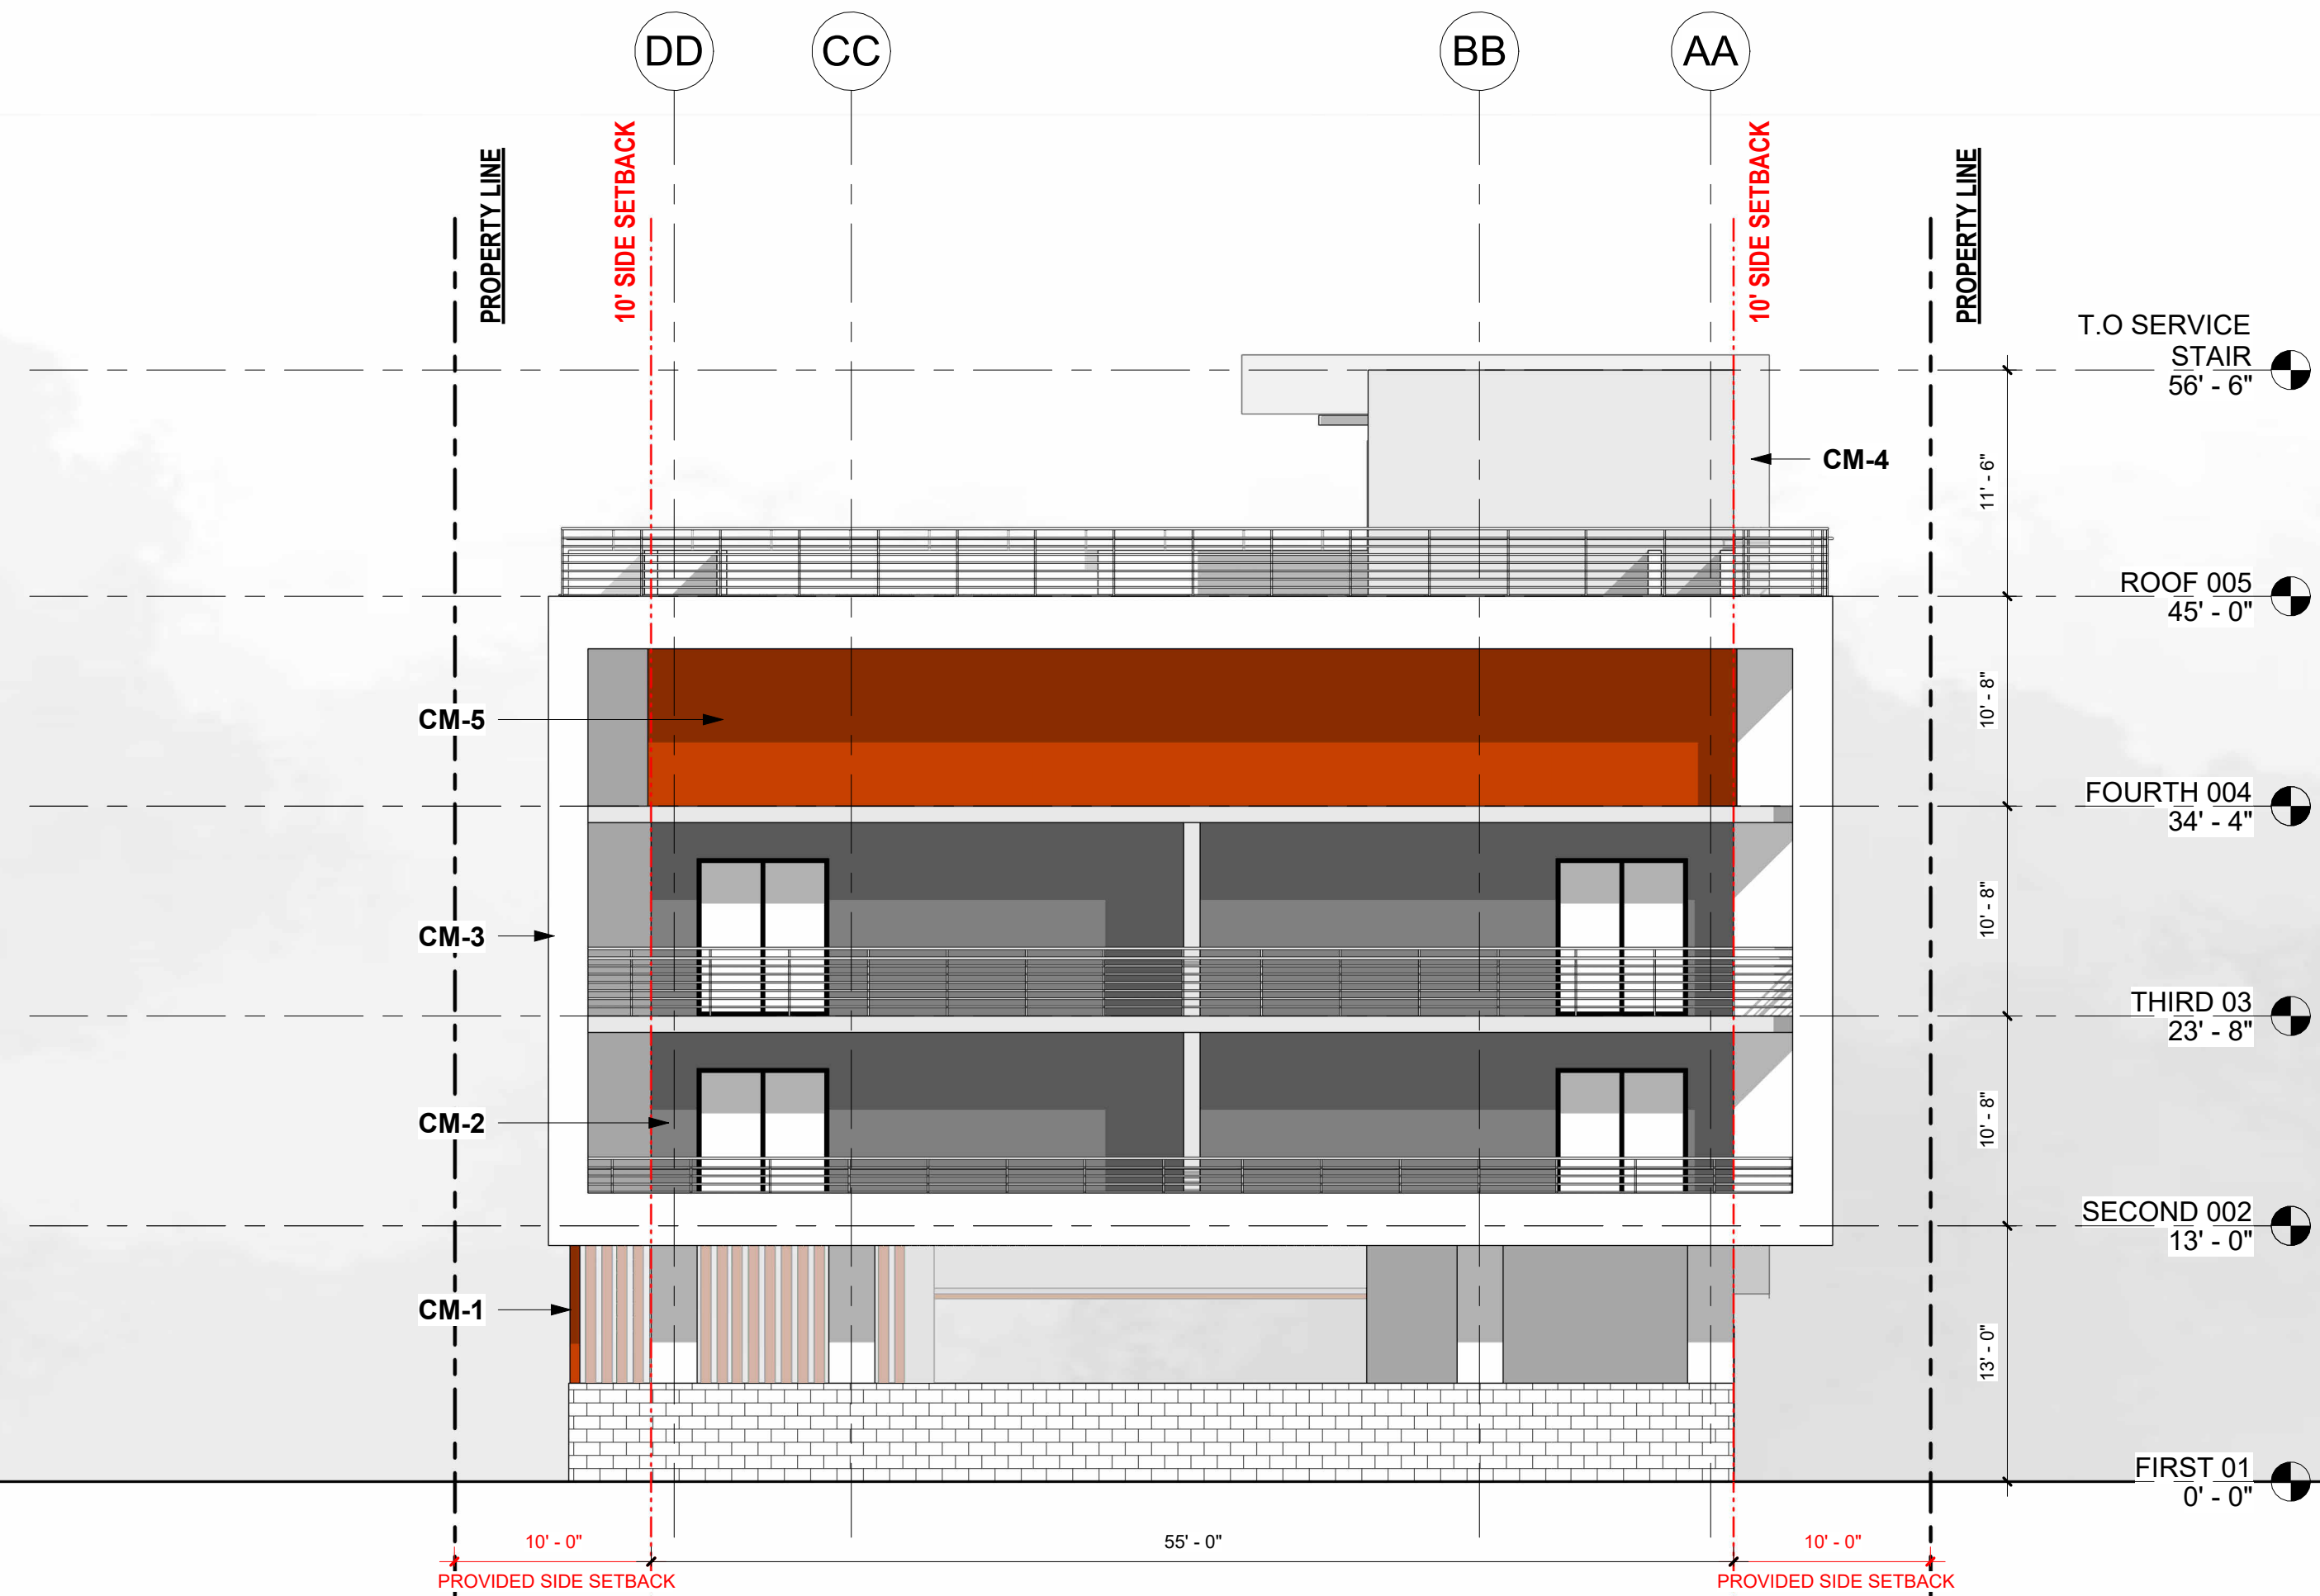 DD
CC
BB
AA
PROPERTY LINE
10' SIDE SETBACK
10' SIDE SETBACK
PROPERTY LINE
T.O SERVICE
STAIR
56' - 6"
CM-4
11' - 6"
ROOF 005
45' - 0"
CM-5
10' - 8"
FOURTH 004
34' - 4"
CM-3
10' - 8"
THIRD 03
23' - 8"
CM-2
10' - 8"
SECOND 002
13' - 0"
CM-1
13' - 0"
FIRST 01
0' - 0"
10' - 0"
55' - 0"
10' - 0"
PROVIDED SIDE SETBACK
PROVIDED SIDE SETBACK